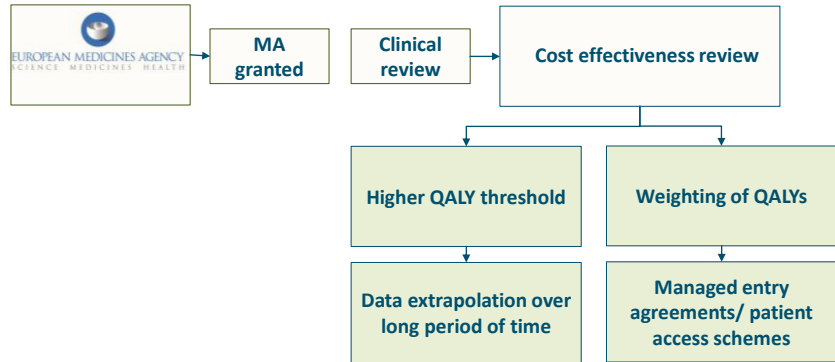 EUROPEAN MEDICINES AGENCY
SCIENCE MEDICINES HEALTH
MA
granted
Clinical
review
Cost effectiveness review
Higher QALY threshold
Weighting of QALYs
Data extrapolation over
long period of time
Managed entry
agreements/ patient
access schemes